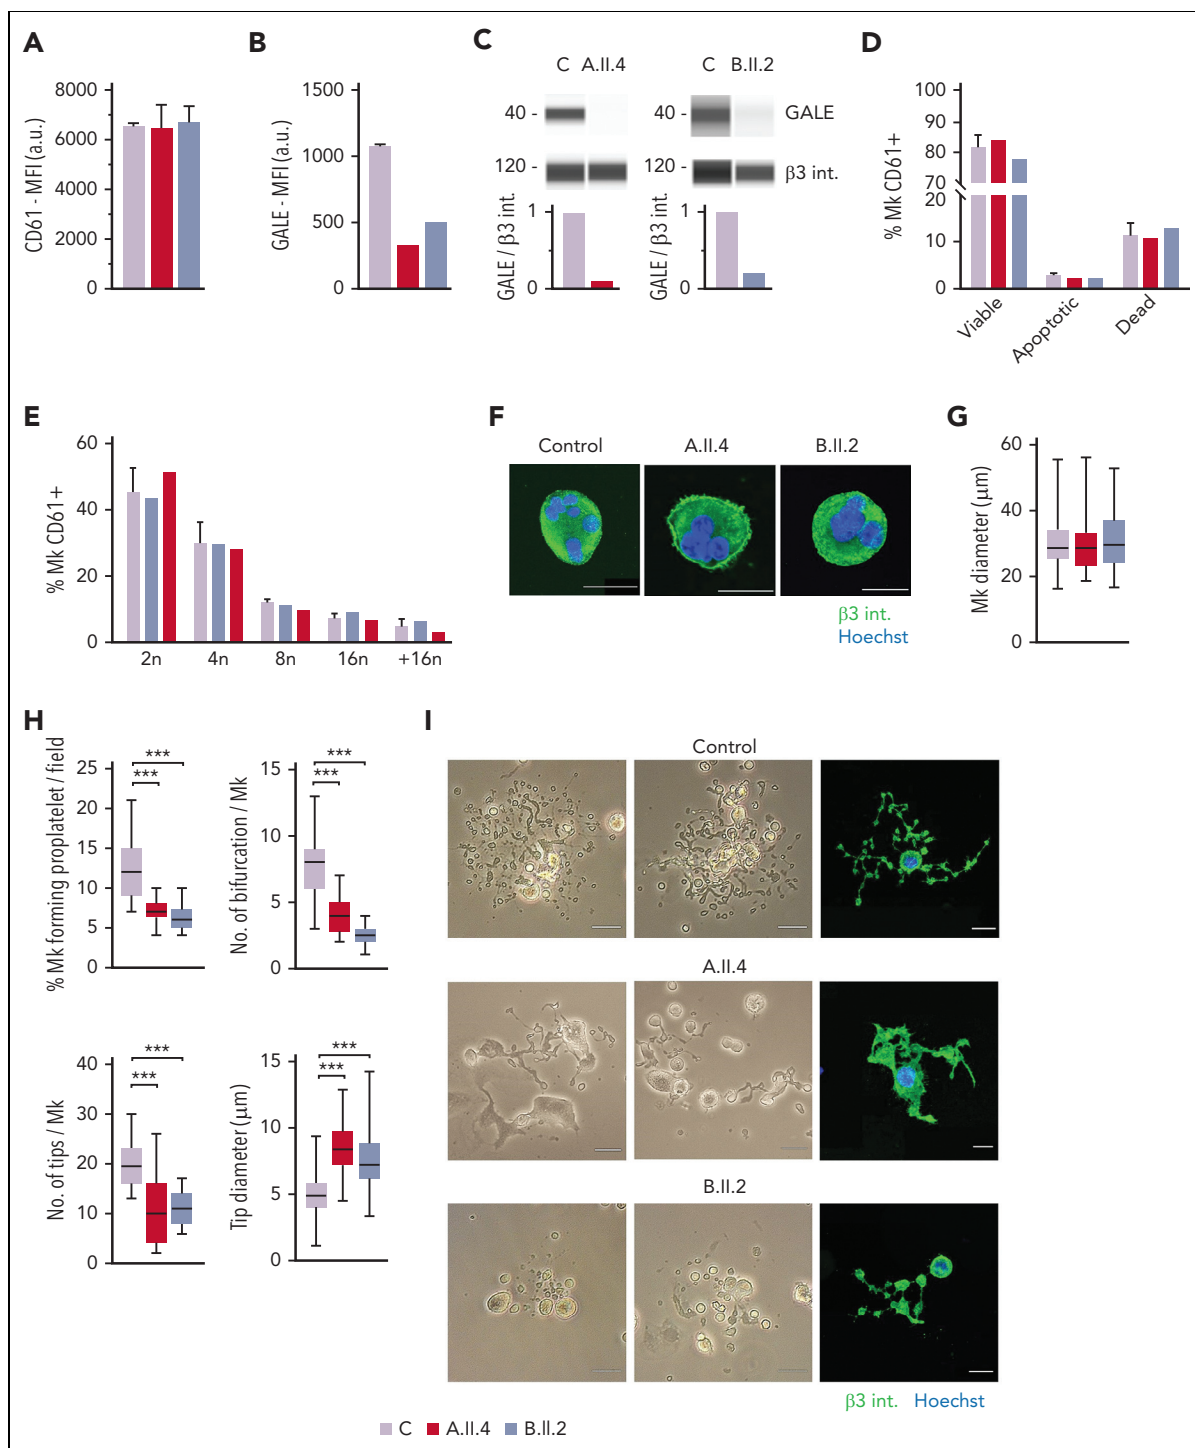 A
CD61 - MFI (a.u.)
8000
6000
4000
2000
0
B
GALE - MFI (a.u.)
1500
1000
500
0
C
C A.II.4
C B.II.2
40 -
40 -
GALE
120 -
120 -
β3 int.
GALE / β3 int.
1
0
GALE / β3 int.
1
0
D
% Mk CD61+
100
90
80
70
20
10
0
Viable
Apoptotic
Dead
E
% Mk CD61+
60
40
20
0
2n
4n
8n
16n
+16n
F
Control
A.II.4
B.II.2
β3 int.
Hoechst
G
Mk diameter (µm)
60
40
20
0
H
% Mk forming proplatelet / field
25
20
15
10
5
0
***
***
No. of bifurcation / Mk
15
10
5
0
***
***
No. of tips / Mk
40
30
20
10
0
***
***
Tip diameter (µm)
15
10
5
0
***
***
I
Control
A.II.4
B.II.2
β3 int. Hoechst
C A.II.4 B.II.2